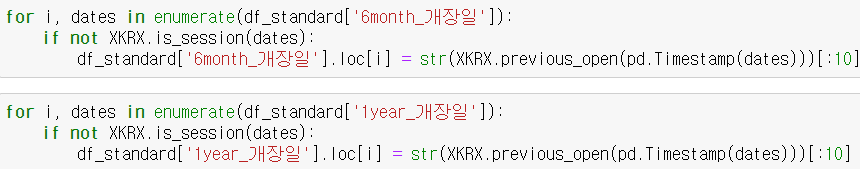 for i, dates in enumerate(df_standard['6month_개장일']):
    if not XKRX.is_session(dates):
        df_standard['6month_개장일'].loc[i] = str(XKRX.previous_open(pd.Timestamp(dates)))[:10]
for i, dates in enumerate(df_standard['1year_개장일']):
    if not XKRX.is_session(dates):
        df_standard['1year_개장일'].loc[i] = str(XKRX.previous_open(pd.Timestamp(dates)))[:10]